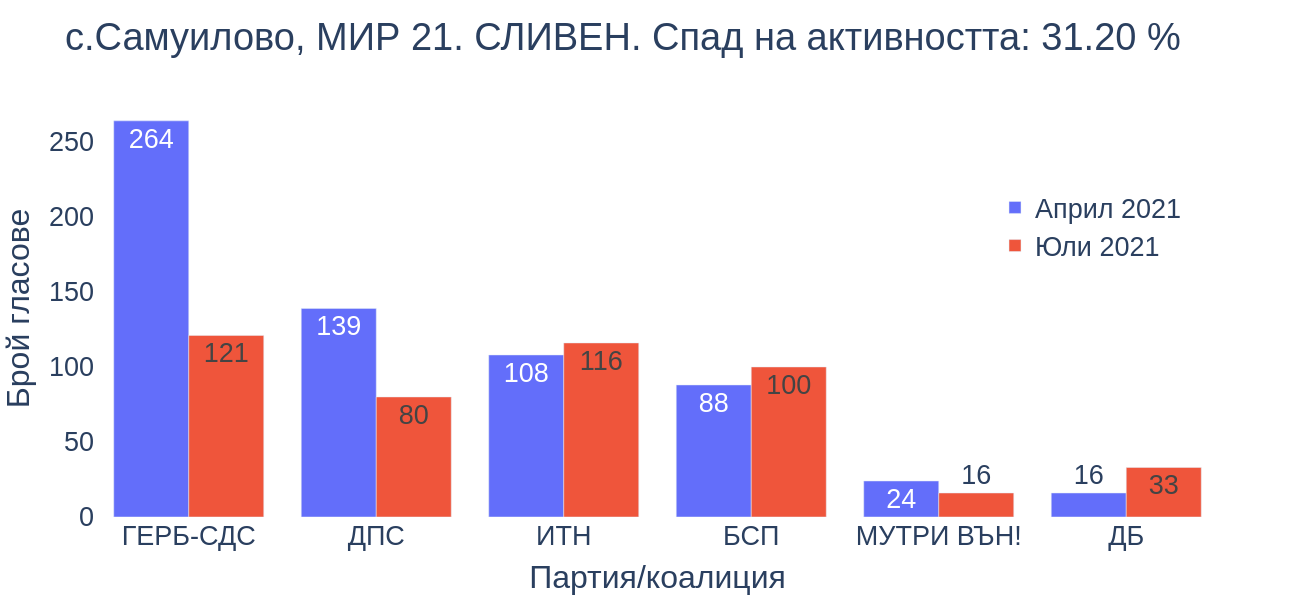 с.Самуилово, МИР 21. СЛИВЕН. Спад на активността: 31.20 %
Брой гласове
250
200
150
100
50
0
264
121
139
80
108
116
88
100
24
16
16
33
Април 2021
Юли 2021
ГЕРБ-СДС
ДПС
ИТН
БСП
МУТРИ ВЪН!
ДБ
Партия/коалиция